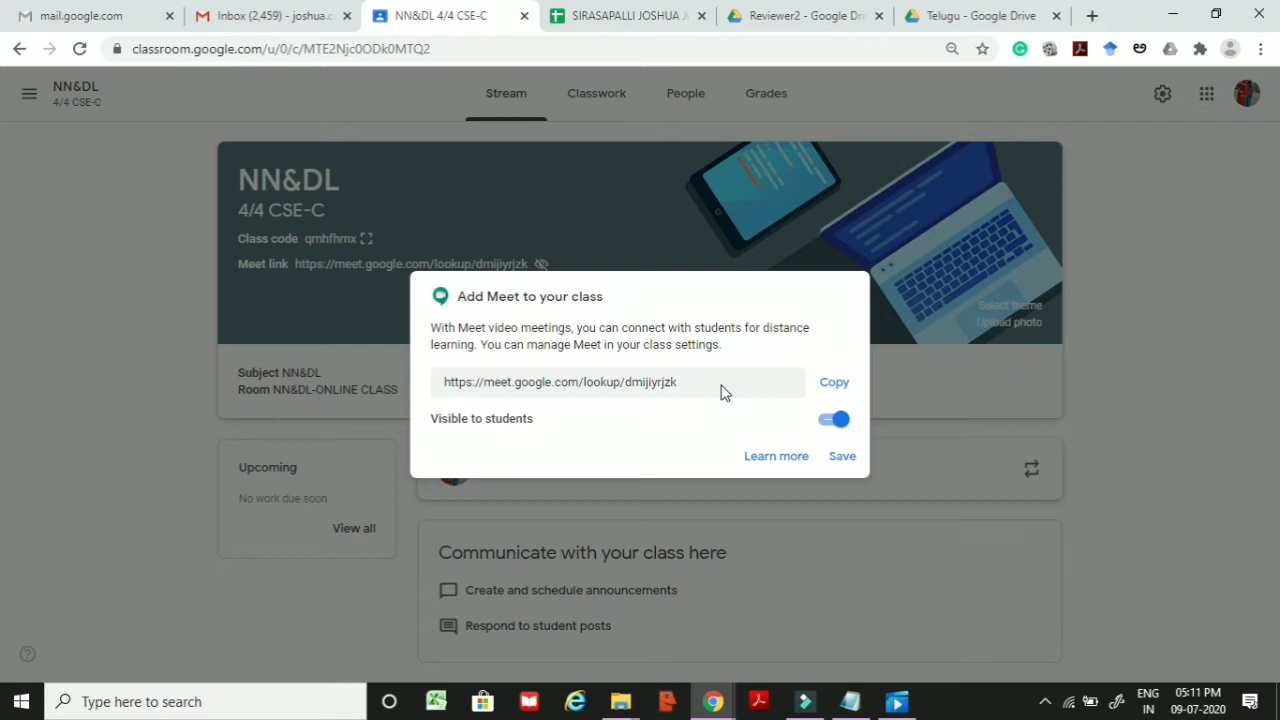 mail.google.com
Inbox (2,459) - joshua.c
NN&DL 4/4 CSE-C
SIRASAPALLI JOSHUA J
Reviewer2 - Google Dr
Telugu - Google Drive
classroom.google.com/u/0/c/MTE2Njc0ODk0MTQ2
NN&DL
4/4 CSE-C
Stream
Classwork
People
Grades
NN&DL
4/4 CSE-C
Class code qmhfhmx
Meet link https://meet.google.com/lookup/dmijiyrjzk
Select theme
Upload photo
Add Meet to your class
With Meet video meetings, you can connect with students for distance
learning. You can manage Meet in your class settings.
https://meet.google.com/lookup/dmijiyrjzk
Copy
Visible to students
Learn more
Save
Subject NN&DL
Room NN&DL-ONLINE CLASS
Upcoming
No work due soon
View all
Communicate with your class here
Create and schedule announcements
Respond to student posts
Type here to search
ENG
IN
05:11 PM
09-07-2020